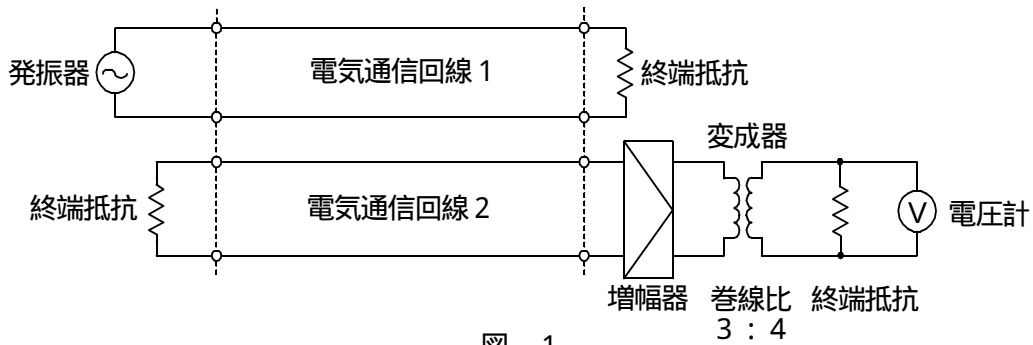 発振器
電気通信回線 1
終端抵抗
変成器
終端抵抗
電気通信回線 2
V
電圧計
増幅器
巻線比
3 : 4
終端抵抗
図 1